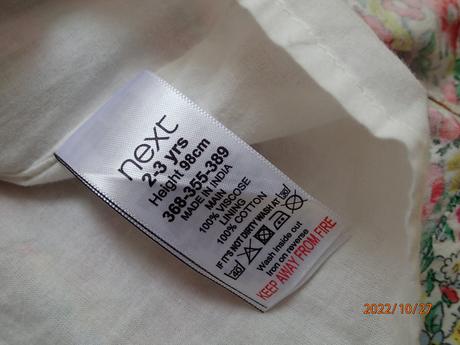 next
2-3 yrs
Height 98cm
368-355-389
MADE IN INDIA
MAIN
100% VISCOSE
LINING
100% COTTON
IF IT'S NOT DIRTY WASH AT
Wash inside out
Iron on reverse
KEEP AWAY FROM FIRE
2022/10/27